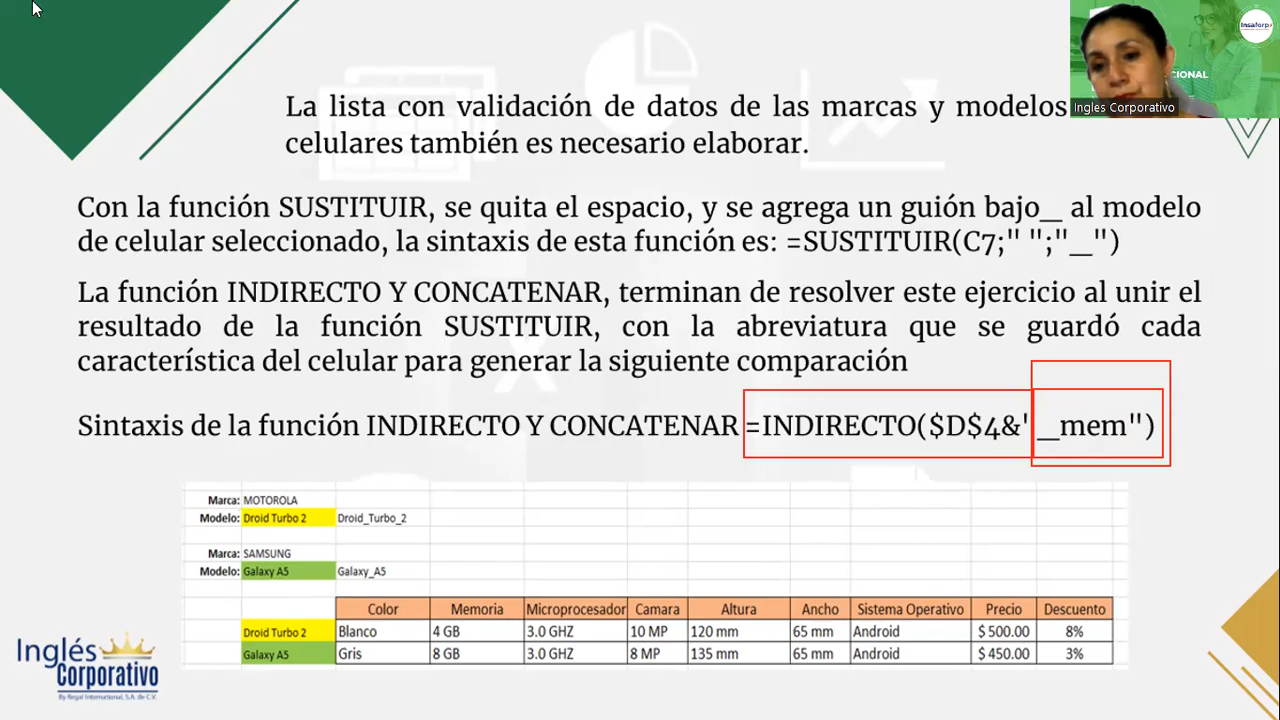 Insaforp
CIONAL
Ingles Corporativo
La lista con validación de datos de las marcas y modelos
celulares también es necesario elaborar.
Con la función SUSTITUIR, se quita el espacio, y se agrega un guión bajo_ al modelo
de celular seleccionado, la sintaxis de esta función es: =SUSTITUIR(C7;" ";"_")
La función INDIRECTO Y CONCATENAR, terminan de resolver este ejercicio al unir el
resultado de la función SUSTITUIR, con la abreviatura que se guardó cada
característica del celular para generar la siguiente comparación
Sintaxis de la función INDIRECTO Y CONCATENAR =INDIRECTO($D$4&"_mem")
Marca: MOTOROLA
Modelo: Droid Turbo 2 Droid_Turbo_2
Marca: SAMSUNG
Modelo: Galaxy A5 Galaxy_A5
Color Memoria Microprocesador Camara Altura Ancho Sistema Operativo Precio Descuento
Droid Turbo 2 Blanco 4 GB 3.0 GHZ 10 MP 120 mm 65 mm Android $ 500.00 8%
Galaxy A5 Gris 8 GB 3.0 GHZ 8 MP 135 mm 65 mm Android $ 450.00 3%
Inglés
Corporativo
By Regal International, S.A. de C.V.